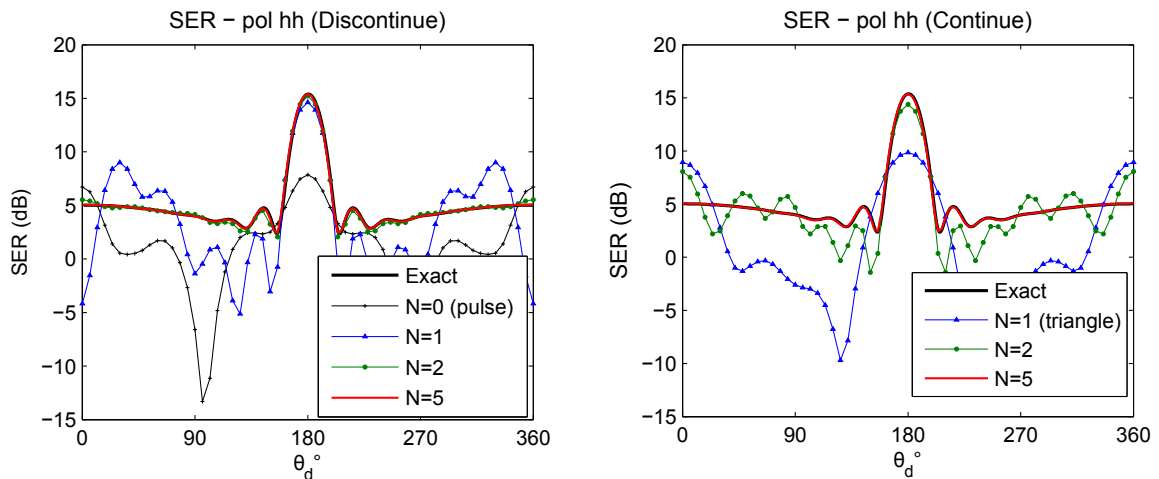 SER − pol hh (Discontinue)
20
15
10
5
0
−5
−10
−15
0
90
180
270
360
SER (dB)
θd°
Exact
N=0 (pulse)
N=1
N=2
N=5
SER − pol hh (Continue)
20
15
10
5
0
−5
−10
−15
0
90
180
270
360
SER (dB)
θd°
Exact
N=1 (triangle)
N=2
N=5